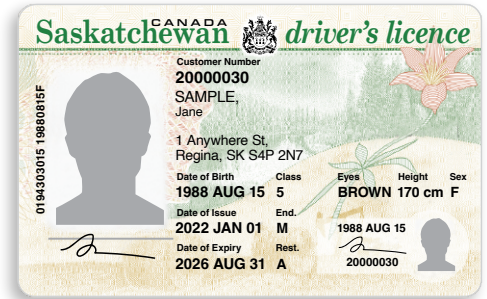 CANADA
Saskatchewan driver's licence
Customer Number
20000030
SAMPLE,
Jane
1 Anywhere St,
Regina, SK S4P 2N7
Date of Birth Class Eyes Height Sex
1988 AUG 15 5 BROWN 170 cm F
Date of Issue End.
2022 JAN 01 M 1988 AUG 15
Date of Expiry Rest.
2026 AUG 31 A 20000030
0194303015 19880815F